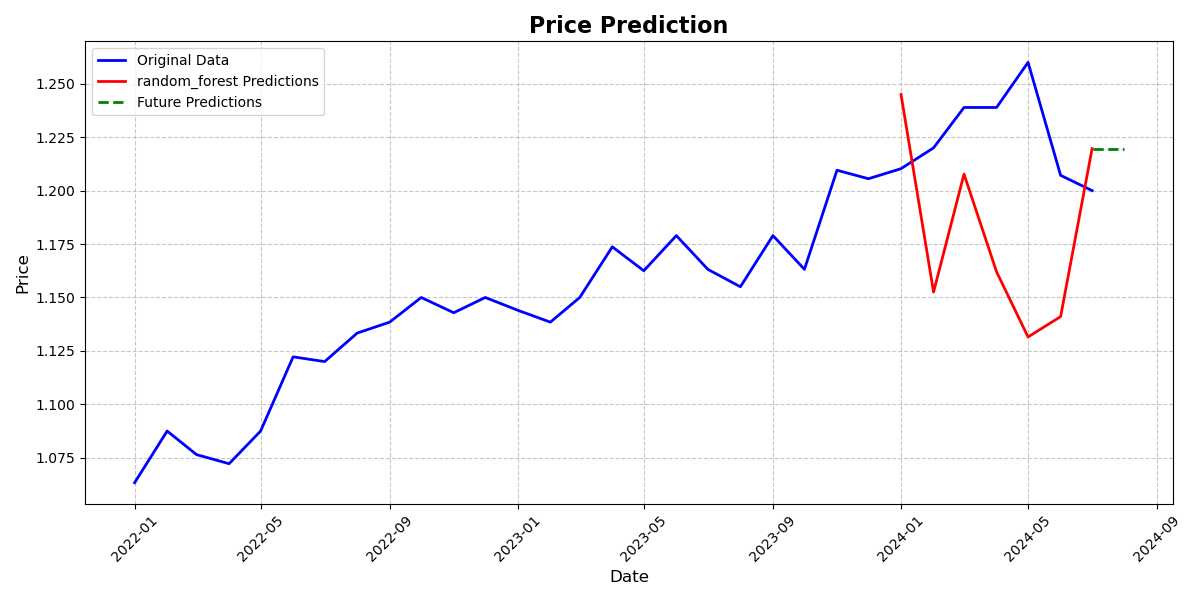 Price Prediction
Original Data
random_forest Predictions
Future Predictions
Price
1.250
1.225
1.200
1.175
1.150
1.125
1.100
1.075
2022-01
2022-05
2022-09
2023-01
2023-05
2023-09
2024-01
2024-05
2024-09
Date